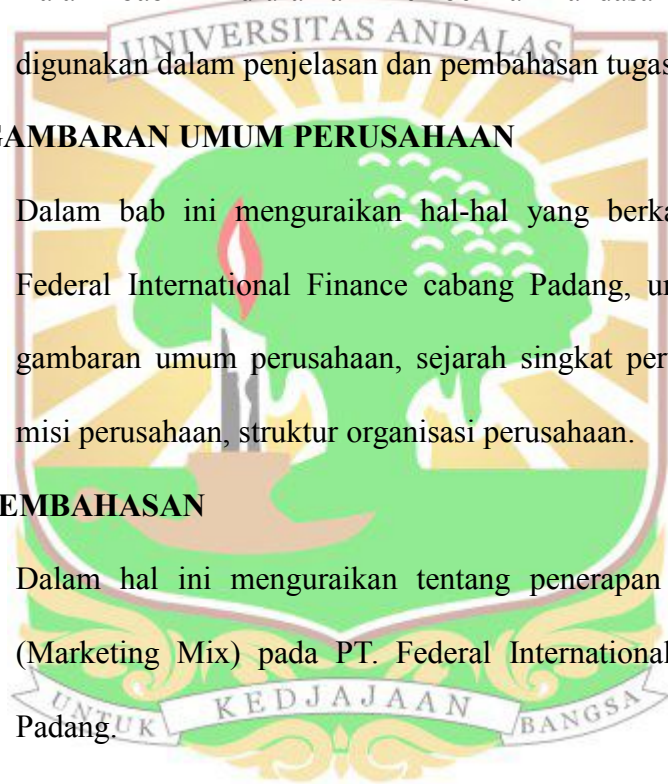 UNIVERSITAS ANDALAS
digunakan dalam penjelasan dan pembahasan tugas
GAMBARAN UMUM PERUSAHAAN
Dalam bab ini menguraikan hal-hal yang berka
Federal International Finance cabang Padang, un
gambaran umum perusahaan, sejarah singkat per
misi perusahaan, struktur organisasi perusahaan.
PEMBAHASAN
Dalam hal ini menguraikan tentang penerapan
(Marketing Mix) pada PT. Federal International
Padang.
UNTUK KEDJAJAAN BANGSA